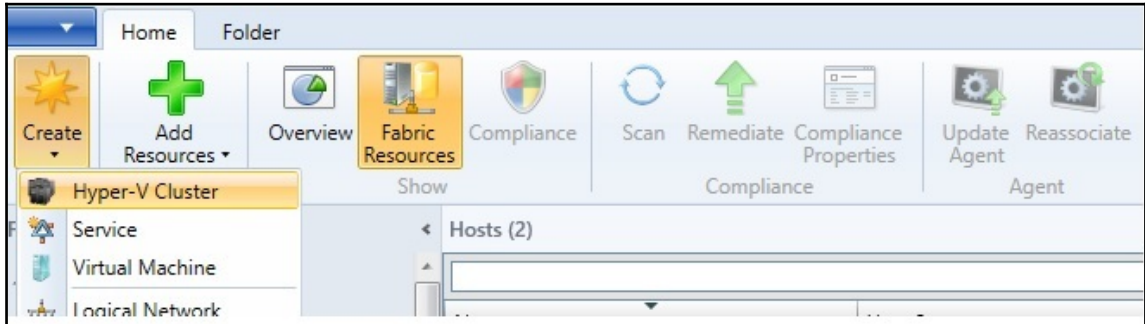 Home Folder
Create
Add
Resources
Overview
Fabric
Resources
Compliance
Scan
Remediate
Compliance
Properties
Update
Agent
Reassociate
Show
Compliance
Agent
Hyper-V Cluster
Service
Virtual Machine
Logical Network
Hosts (2)